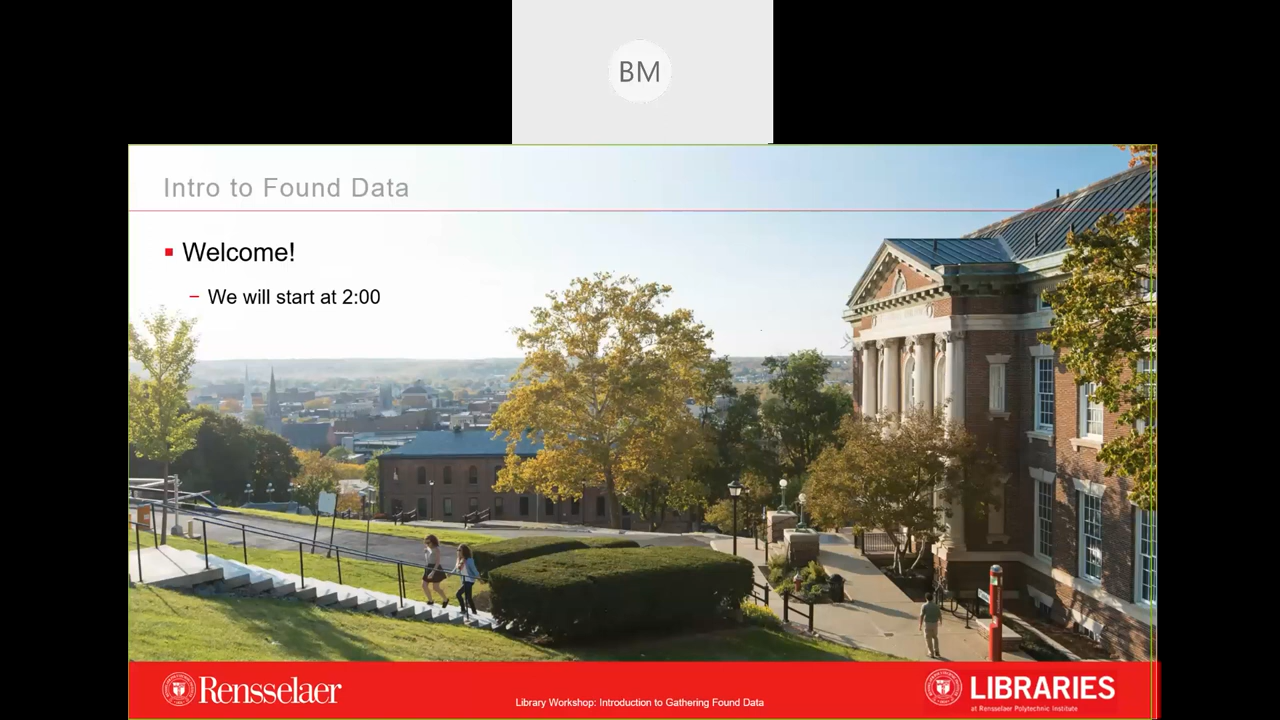 BM
Intro to Found Data
Welcome!
We will start at 2:00
Rensselaer
Library Workshop: Introduction to Gathering Found Data
LIBRARIES
at Rensselaer Polytechnic Institute